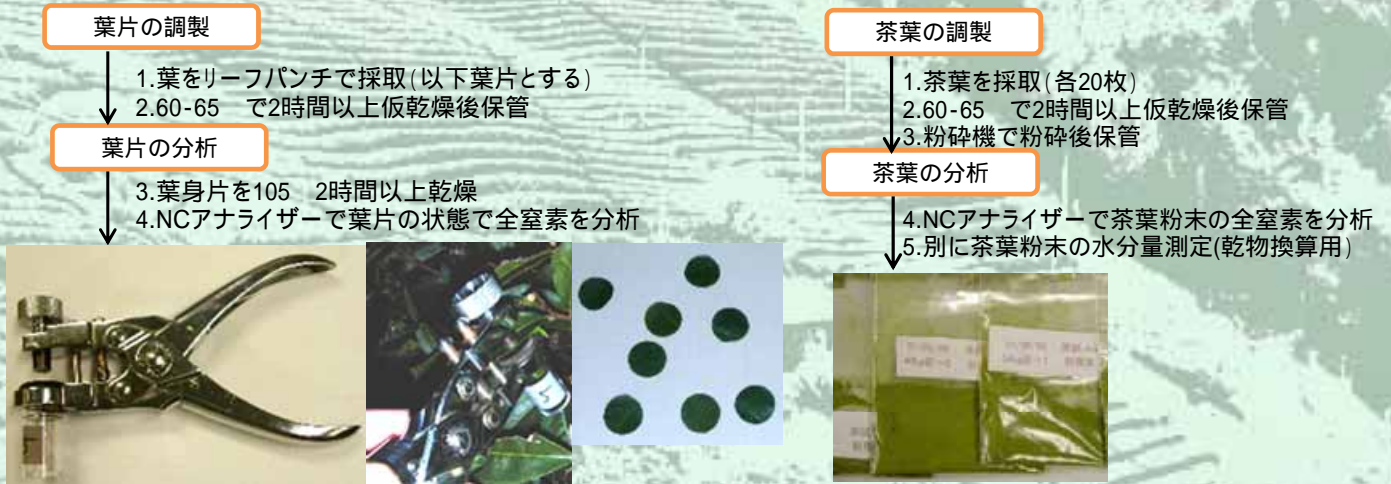 葉片の調製
1.葉をリーフパンチで採取(以下葉片とする)
2.60-65　で2時間以上仮乾燥後保管
葉片の分析
3.葉身片を105　2時間以上乾燥
4.NCアナライザーで葉片の状態で全窒素を分析
茶葉の調製
1.茶葉を採取(各20枚)
2.60-65　で2時間以上仮乾燥後保管
3.粉砕機で粉砕後保管
茶葉の分析
4.NCアナライザーで茶葉粉末の全窒素を分析
5.別に茶葉粉末の水分量測定(乾物換算用)